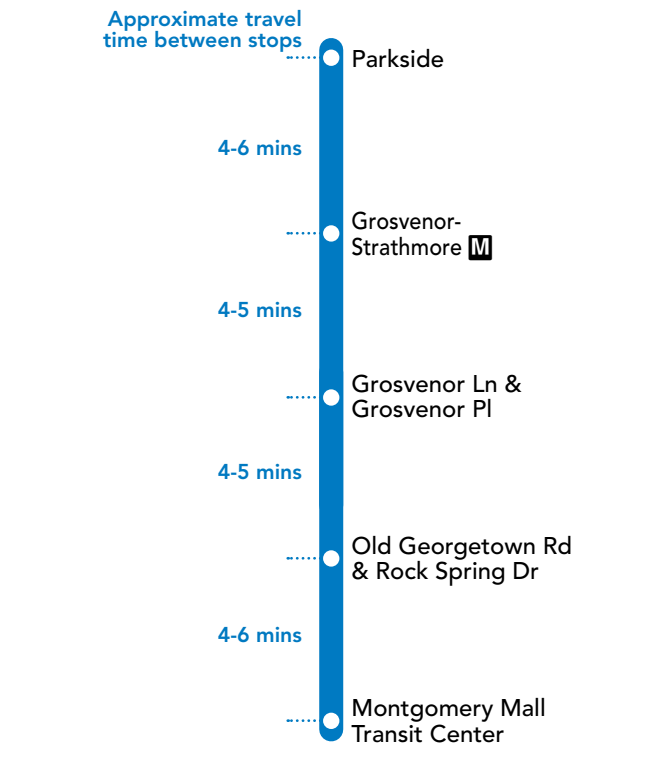 Approximate travel
time between stops
Parkside
4-6 mins
Grosvenor-
Strathmore M
4-5 mins
Grosvenor Ln &
Grosvenor Pl
4-5 mins
Old Georgetown Rd
& Rock Spring Dr
4-6 mins
Montgomery Mall
Transit Center